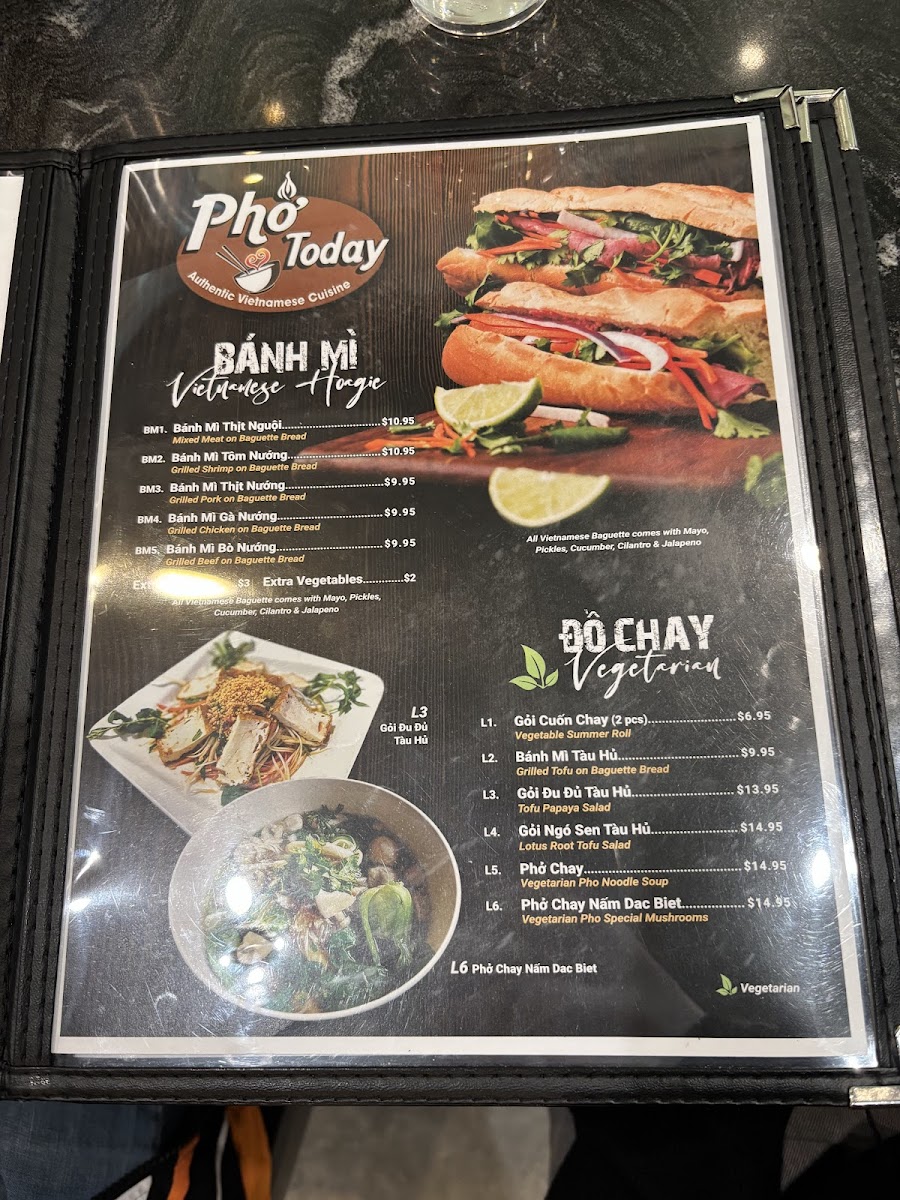 Phở
Today
Authentic Vietnamese Cuisine
BÁNH MÌ
Vietnamese Hoagie
BM1. Bánh Mì Thịt Nguội..............................$10.95
Mixed Meat on Baguette Bread
BM2. Bánh Mì Tôm Nướng............................$10.95
Grilled Shrimp on Baguette Bread
BM3. Bánh Mì Thịt Nướng..............................$9.95
Grilled Pork on Baguette Bread
BM4. Bánh Mì Gà Nướng................................$9.95
Grilled Chicken on Baguette Bread
BM5. Bánh Mì Bò Nướng................................$9.95
Grilled Beef on Baguette Bread
$3 Extra Vegetables.............$2
All Vietnamese Baguette comes with Mayo, Pickles,
Cucumber, Cilantro & Jalapeno
All Vietnamese Baguette comes with Mayo,
Pickles, Cucumber, Cilantro & Jalapeno
L3
Gỏi Đu Đủ
Tàu Hủ
ĐỒ CHAY
Vegetarian
L1. Gỏi Cuốn Chay (2 pcs)........................$6.95
Vegetable Summer Roll
L2. Bánh Mì Tàu Hủ.................................$9.95
Grilled Tofu on Baguette Bread
L3. Gỏi Đu Đủ Tàu Hủ............................$13.95
Tofu Papaya Salad
L4. Gỏi Ngó Sen Tàu Hủ........................$14.95
Lotus Root Tofu Salad
L5. Phở Chay...........................................$14.95
Vegetarian Pho Noodle Soup
L6. Phở Chay Nấm Dac Biet.................$14.95
Vegetarian Pho Special Mushrooms
L6 Phở Chay Nấm Dac Biet
Vegetarian